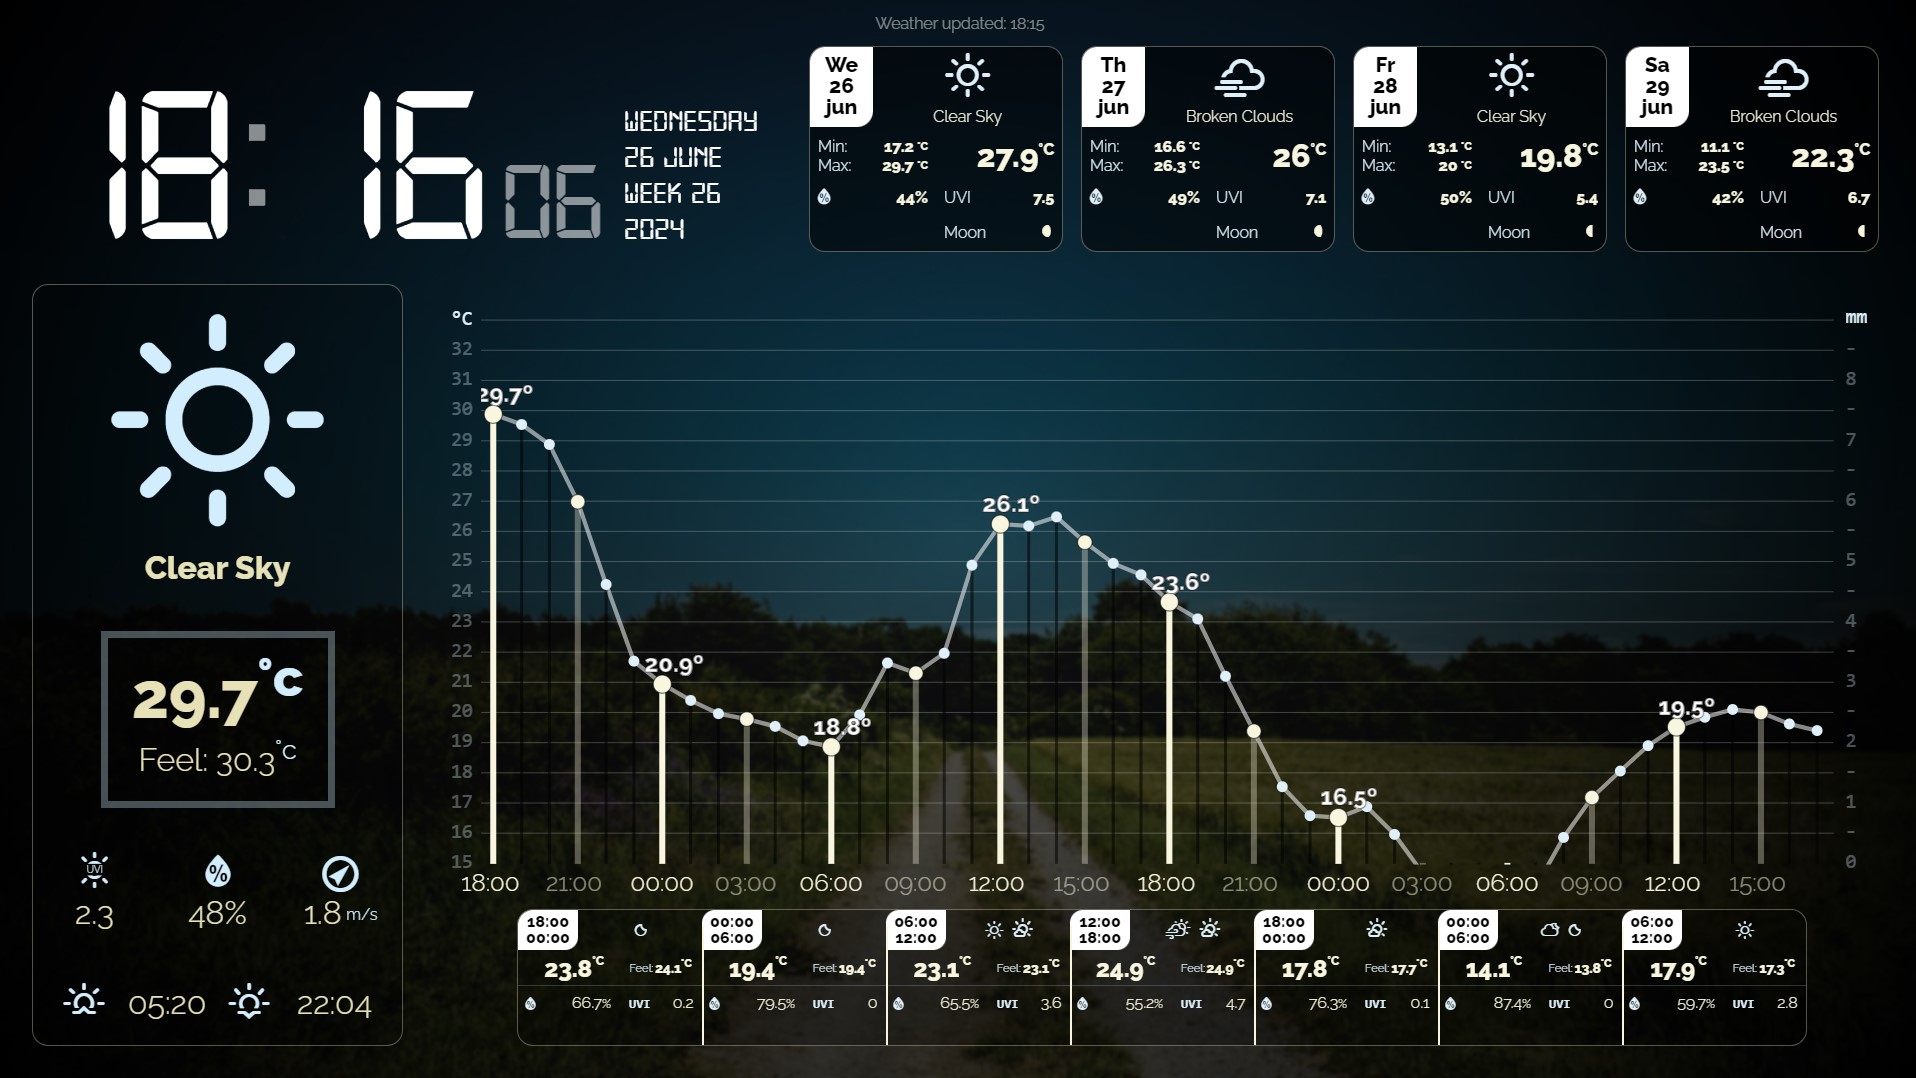 Weather updated: 18:15
18:16 06
WEDNESDAY
26 JUNE
WEEK 26
2024
We
26
jun
Clear Sky
Min: 17.2 °C
Max: 29.7 °C
27.9°C
44% UVI 7.5
Moon
Th
27
jun
Broken Clouds
Min: 16.6 °C
Max: 26.3 °C
26°C
49% UVI 7.1
Moon
Fr
28
jun
Clear Sky
Min: 13.1 °C
Max: 20 °C
19.8°C
50% UVI 5.4
Moon
Sa
29
jun
Broken Clouds
Min: 11.1 °C
Max: 23.5 °C
22.3°C
42% UVI 6.7
Moon
Clear Sky
29.7°C
Feel: 30.3°C
UVI %
2.3 48% 1.8 m/s
05:20 22:04
°C mm
32 -
31 8
30 -
29 7
28 -
27 6
26 -
25 5
24 -
23 4
22 -
21 3
20 -
19 2
18 -
17 1
16 -
15 0
29.7°
20.9°
18.8°
26.1°
23.6°
16.5°
19.5°
18:00 21:00 00:00 03:00 06:00 09:00 12:00 15:00 18:00 21:00 00:00 03:00 06:00 09:00 12:00 15:00
18:00
00:00
23.8°C Feel: 24.1°C
66.7% UVI 0.2
00:00
06:00
19.4°C Feel: 19.4°C
79.5% UVI 0
06:00
12:00
23.1°C Feel: 23.1°C
65.5% UVI 3.6
12:00
18:00
24.9°C Feel: 24.9°C
55.2% UVI 4.7
18:00
00:00
17.8°C Feel: 17.7°C
76.3% UVI 0.1
00:00
06:00
14.1°C Feel: 13.8°C
87.4% UVI 0
06:00
12:00
17.9°C Feel: 17.3°C
59.7% UVI 2.8